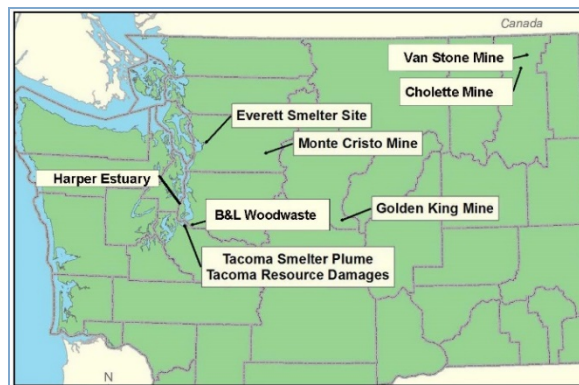 Canada
Van Stone Mine
Cholette Mine
Everett Smelter Site
Monte Cristo Mine
Harper Estuary
B&L Woodwaste
Golden King Mine
Tacoma Smelter Plume
Tacoma Resource Damages
N